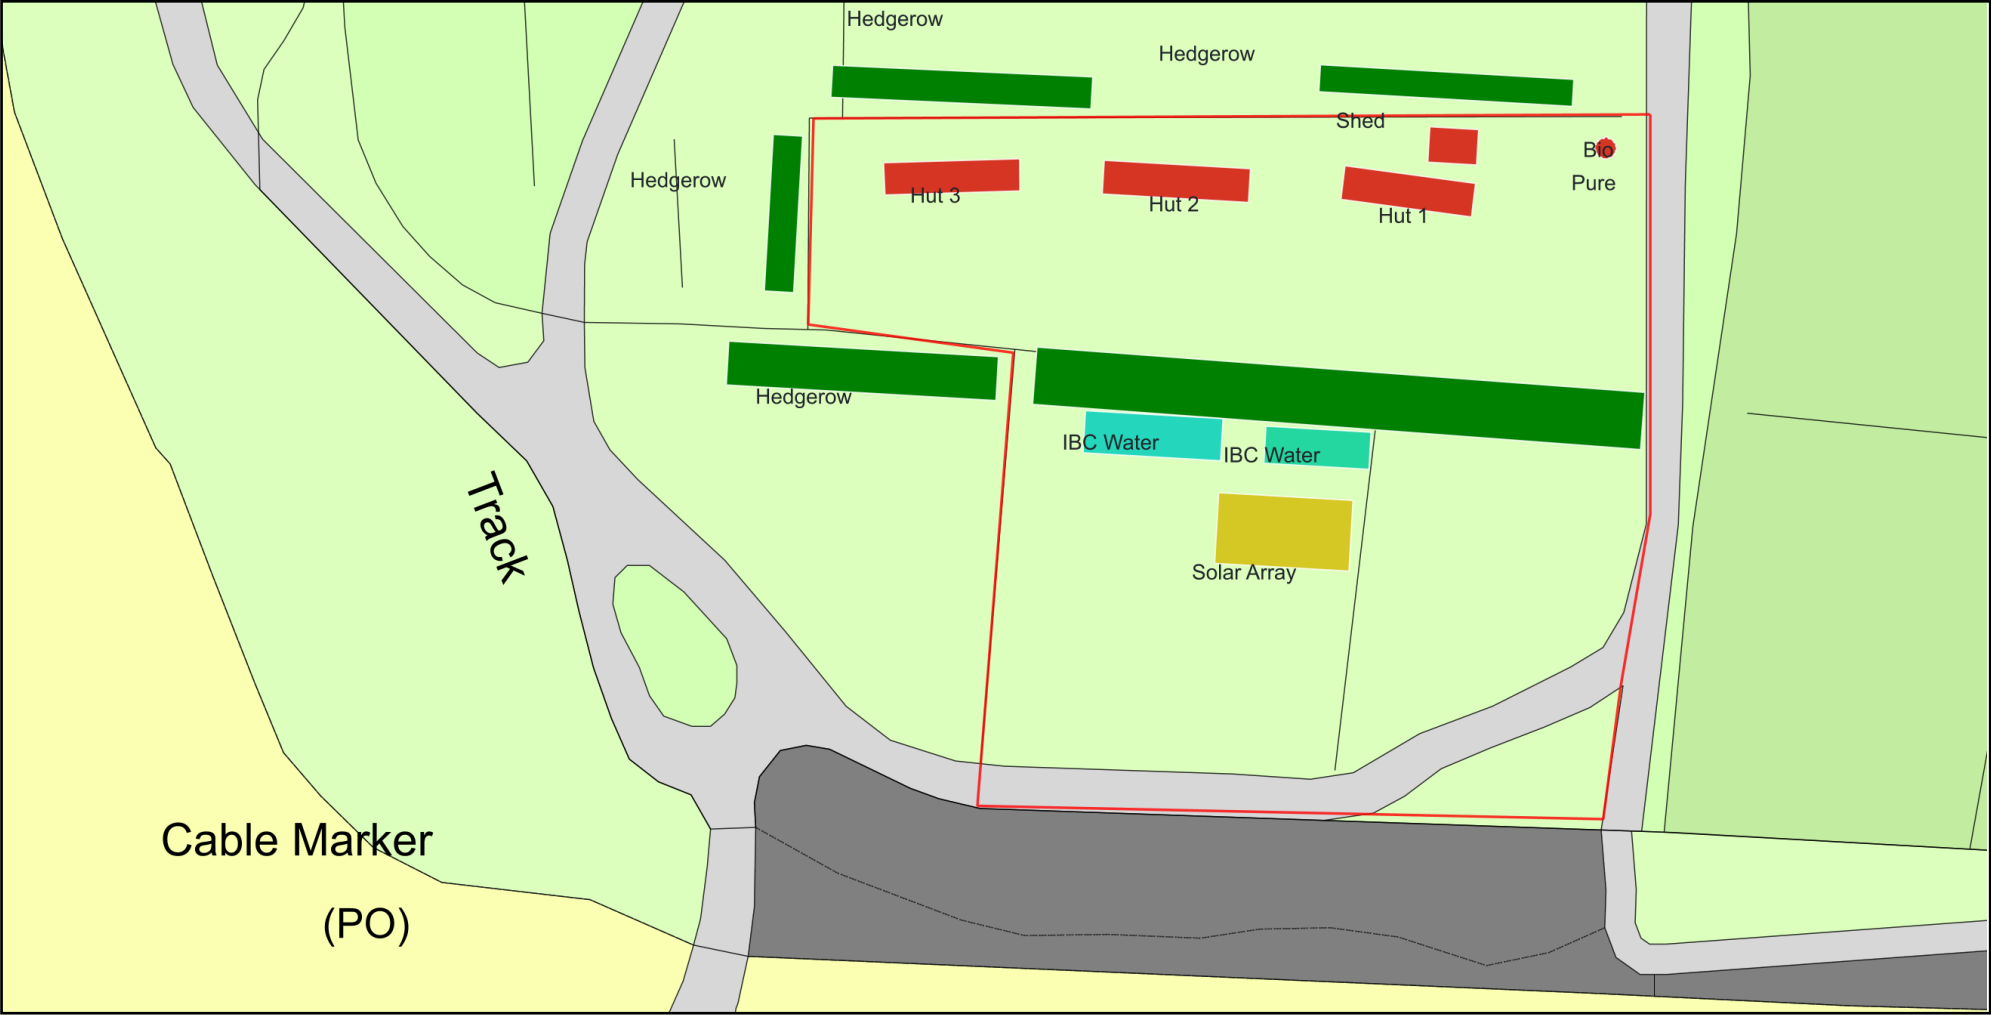 Hedgerow
Hedgerow
Shed
Bio
Pure
Hedgerow
Hut 3
Hut 2
Hut 1
Hedgerow
IBC Water
IBC Water
Track
Solar Array
Cable Marker
(PO)